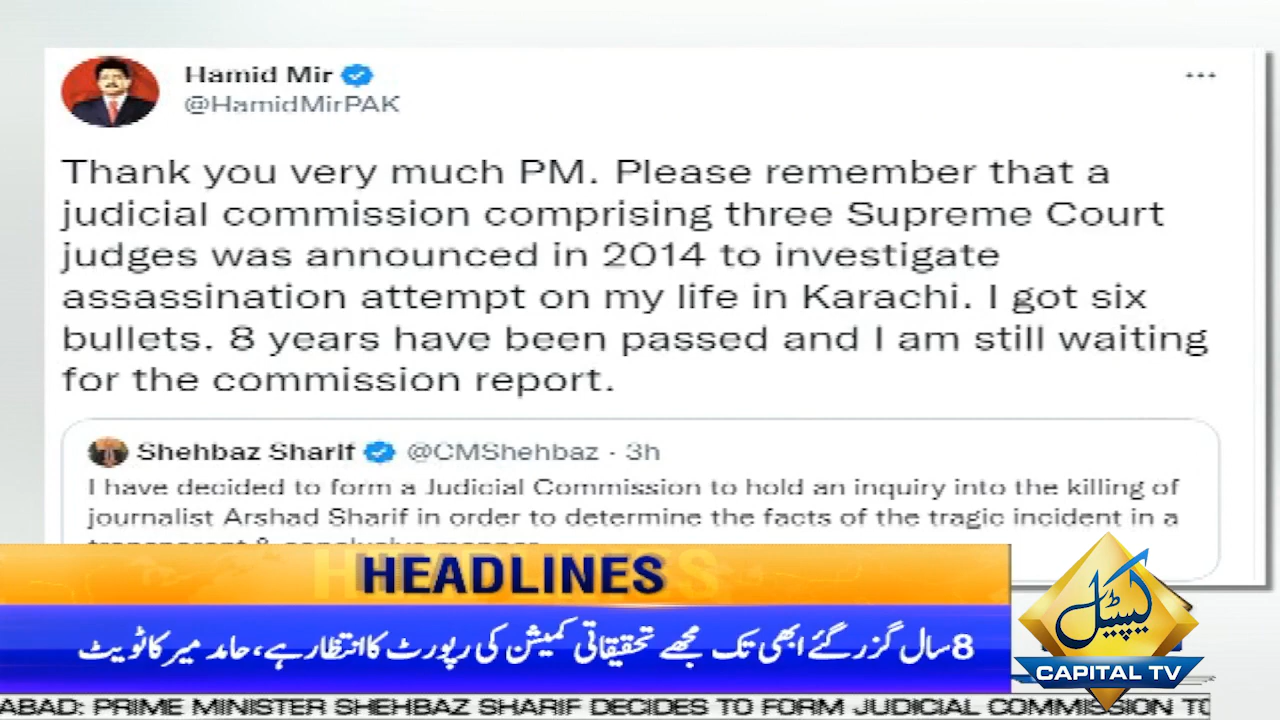 Hamid Mir
@HamidMirPAK
Thank you very much PM. Please remember that a
judicial commission comprising three Supreme Court
judges was announced in 2014 to investigate
assassination attempt on my life in Karachi. I got six
bullets. 8 years have been passed and I am still waiting
for the commission report.
Shehbaz Sharif @CMShehbaz · 3h
I have decided to form a Judicial Commission to hold an inquiry into the killing of
journalist Arshad Sharif in order to determine the facts of the tragic incident in a
transparent & conclusive manner
HEADLINES
8 سال گزر گئے ابھی تک مجھے تحقیقاتی کمیشن کی رپورٹ کا انتظار ہے، حامد میر کا ٹویٹ
کیپیٹل
CAPITAL TV
ABAD: PRIME MINISTER SHEHBAZ SHARIF DECIDES TO FORM JUDICIAL COMMISSION TO